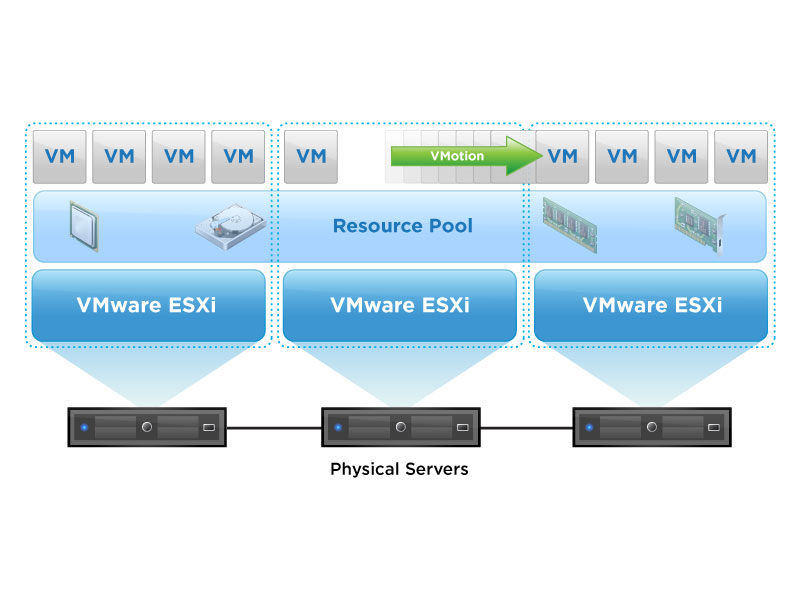 VM VM VM VM VM VMotion VM VM VM VM
Resource Pool
VMware ESXi VMware ESXi VMware ESXi
Physical Servers